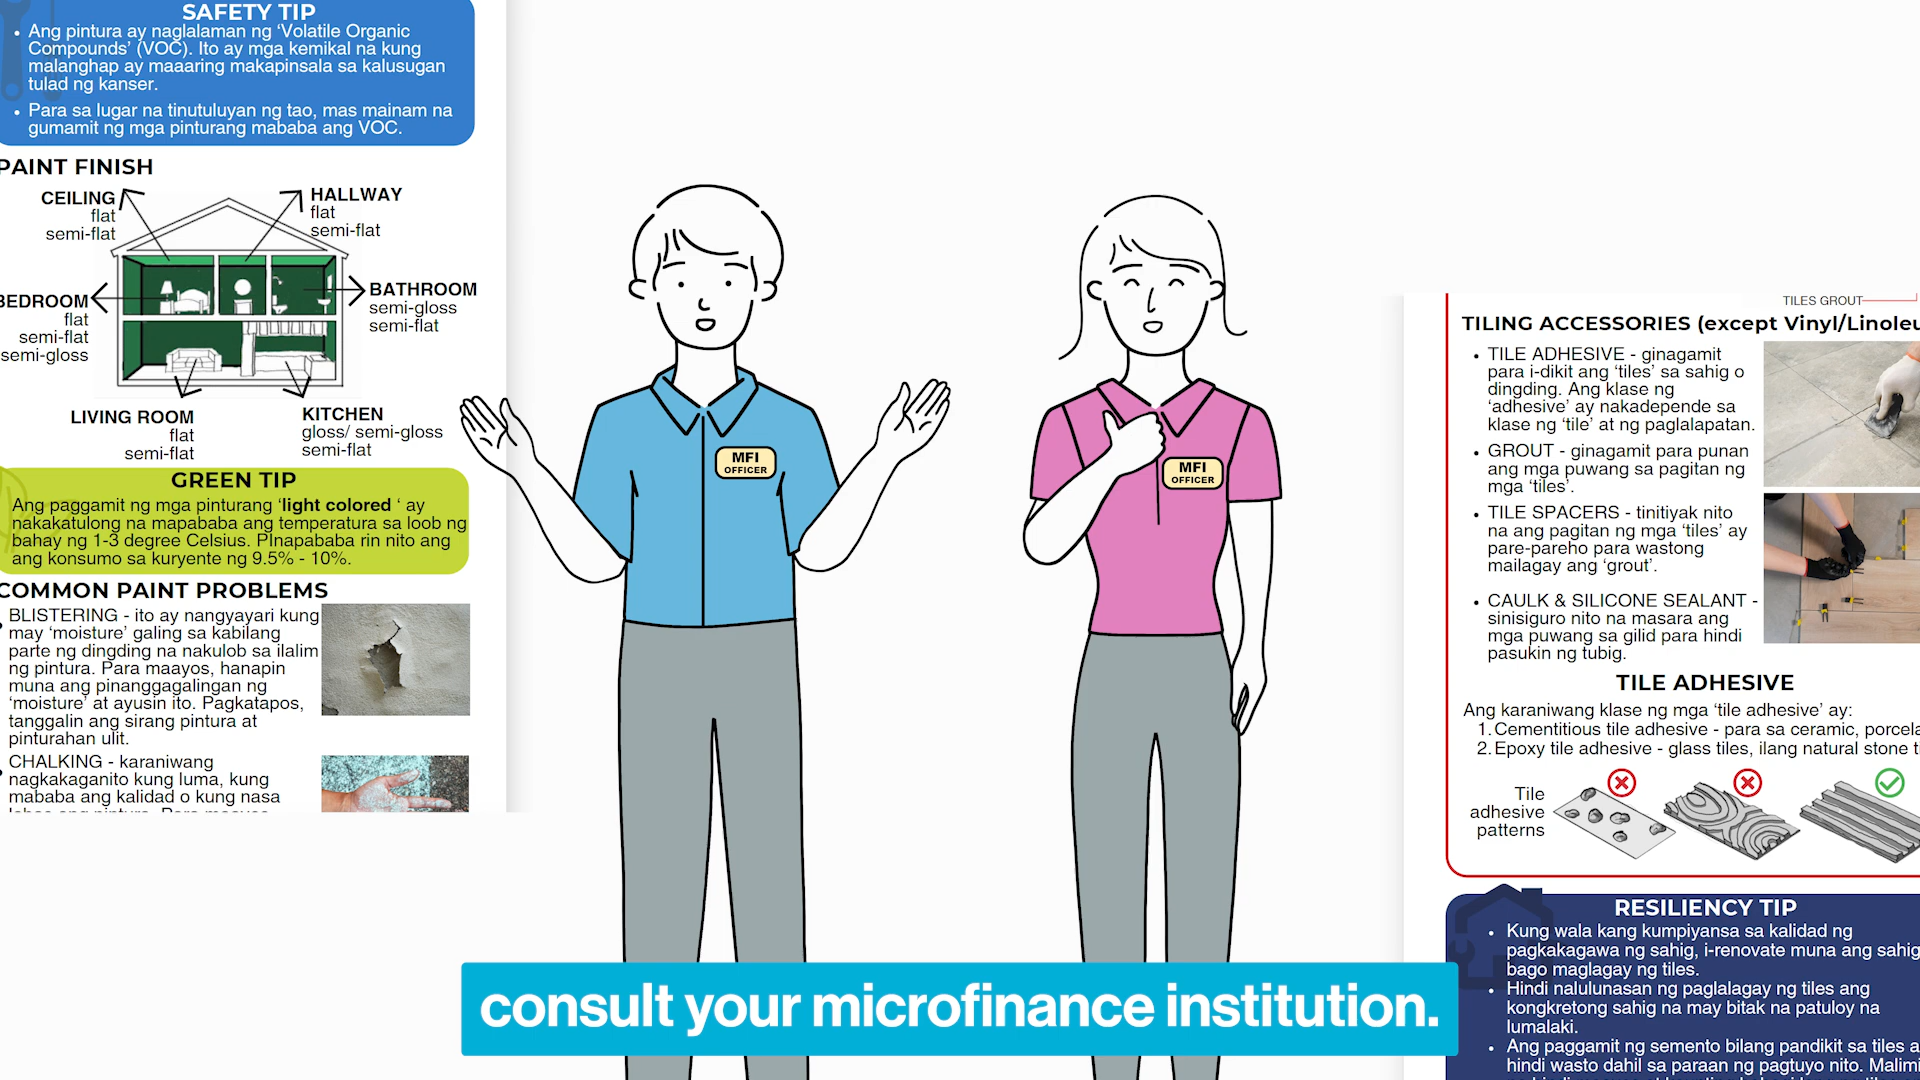 SAFETY TIP
Ang pintura ay naglalaman ng ‘Volatile Organic
Compounds’ (VOC). Ito ay mga kemikal na kung
malanghap ay maaaring makapinsala sa kalusugan
tulad ng kanser.
Para sa lugar na tinutuluyan ng tao, mas mainam na
gumamit ng mga pinturang mababa ang VOC.
PAINT FINISH
CEILING
flat
semi-flat
HALLWAY
flat
semi-flat
BEDROOM
flat
semi-flat
semi-gloss
BATHROOM
semi-gloss
semi-flat
LIVING ROOM
flat
semi-flat
KITCHEN
gloss/ semi-gloss
semi-flat
GREEN TIP
Ang paggamit ng mga pinturang ‘light colored ‘ ay
nakakatulong na mapababa ang temperatura sa loob ng
bahay ng 1-3 degree Celsius. PInapababa rin nito ang
ang konsumo sa kuryente ng 9.5% - 10%.
COMMON PAINT PROBLEMS
BLISTERING - ito ay nangyayari kung
may ‘moisture’ galing sa kabilang
parte ng dingding na nakulob sa ilalim
ng pintura. Para maayos, hanapin
muna ang pinanggagalingan ng
‘moisture’ at ayusin ito. Pagkatapos,
tanggalin ang sirang pintura at
pinturahan ulit.
CHALKING - karaniwang
nagkakaganito kung luma, kung
mababa ang kalidad o kung nasa
MFI
OFFICER
MFI
OFFICER
TILES GROUT
TILING ACCESSORIES (except Vinyl/Linoleu
TILE ADHESIVE - ginagamit
para i-dikit ang ‘tiles’ sa sahig o
dingding. Ang klase ng
‘adhesive’ ay nakadepende sa
klase ng ‘tile’ at ng paglalapatan.
GROUT - ginagamit para punan
ang mga puwang sa pagitan ng
mga ‘tiles’.
TILE SPACERS - tinitiyak nito
na ang pagitan ng mga ‘tiles’ ay
pare-pareho para wastong
mailagay ang ‘grout’.
CAULK & SILICONE SEALANT -
sinisiguro nito na masara ang
mga puwang sa gilid para hindi
pasukin ng tubig.
TILE ADHESIVE
Ang karaniwang klase ng mga ‘tile adhesive’ ay:
1. Cementitious tile adhesive - para sa ceramic, porcela
2. Epoxy tile adhesive - glass tiles, ilang natural stone t
Tile
adhesive
patterns
RESILIENCY TIP
Kung wala kang kumpiyansa sa kalidad ng
pagkakagawa ng sahig, i-renovate muna ang sahig
bago maglagay ng tiles.
Hindi nalulunasan ng paglalagay ng tiles ang
kongkretong sahig na may bitak na patuloy na
lumalaki.
Ang paggamit ng semento bilang pandikit sa tiles a
hindi wasto dahil sa paraan ng pagtuyo nito. Malimi
consult your microfinance institution.